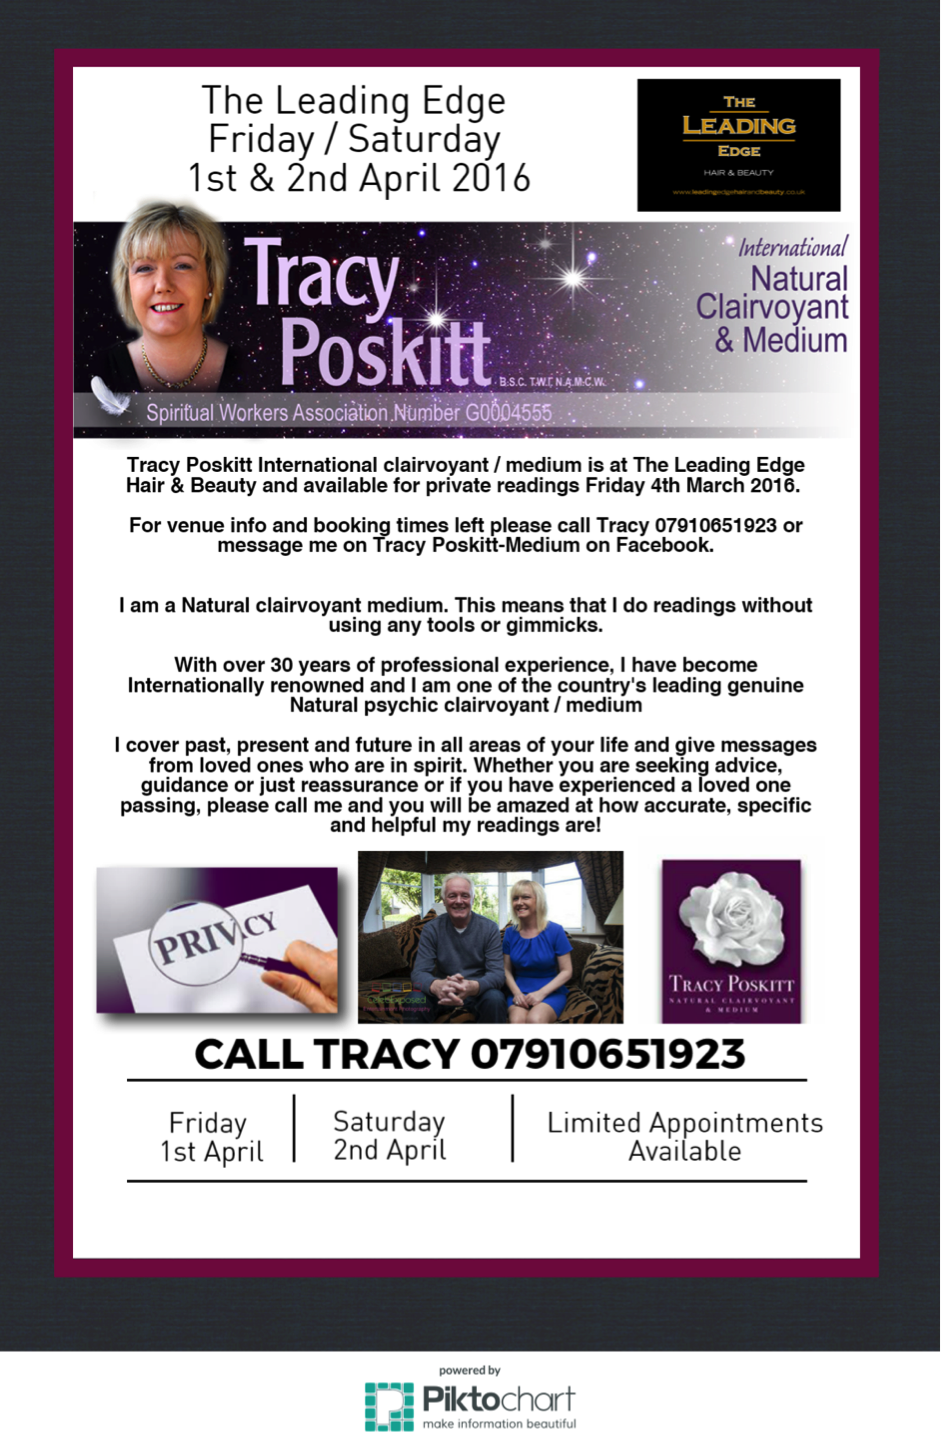 The Leading Edge
Friday / Saturday
1st & 2nd April 2016
THE
LEADING
EDGE
HAIR & BEAUTY
www.leadingedgehairandbeauty.co.uk
Tracy
Poskitt
B.S.C. T.W.I. N.A.M.C.W.
International
Natural
Clairvoyant
& Medium
Spiritual Workers Association Number G0004555
Tracy Poskitt International clairvoyant / medium is at The Leading Edge
Hair & Beauty and available for private readings Friday 4th March 2016.
For venue info and booking times left please call Tracy 07910651923 or
message me on Tracy Poskitt-Medium on Facebook.
I am a Natural clairvoyant medium. This means that I do readings without
using any tools or gimmicks.
With over 30 years of professional experience, I have become
Internationally renowned and I am one of the country's leading genuine
Natural psychic clairvoyant / medium
I cover past, present and future in all areas of your life and give messages
from loved ones who are in spirit. Whether you are seeking advice,
guidance or just reassurance or if you have experienced a loved one
passing, please call me and you will be amazed at how accurate, specific
and helpful my readings are!
PRIVACY
Exposed
TRACY POSKITT
NATURAL CLAIRVOYANT
& MEDIUM
CALL TRACY 07910651923
Friday
1st April
Saturday
2nd April
Limited Appointments
Available
powered by
Piktochart
make information beautiful